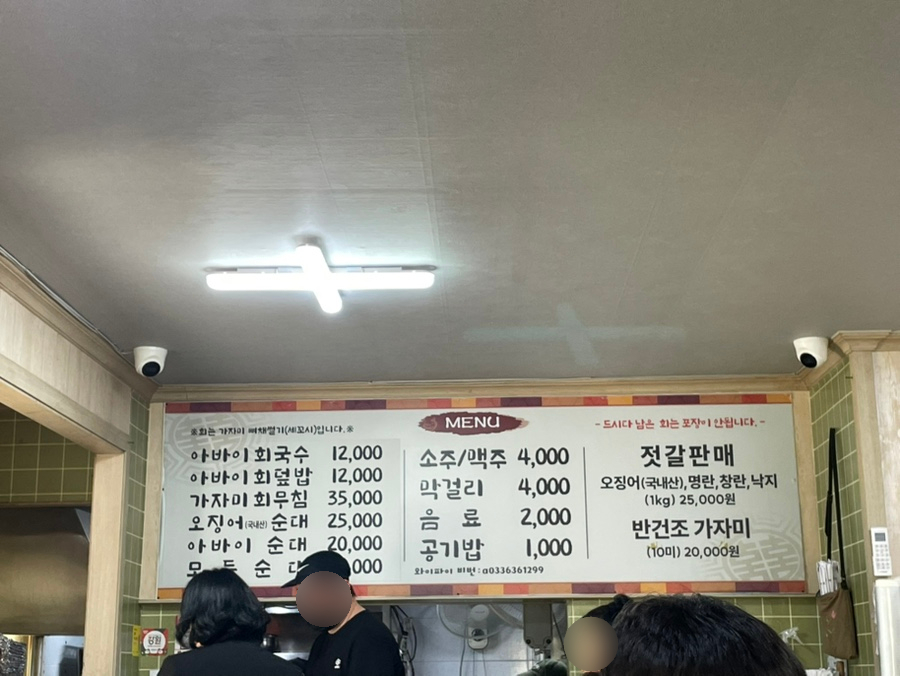 ※회는 가자미 뼈채썰기(세꼬시)입니다.※
아바이 회국수 12,000
아바이 회덮밥 12,000
가자미 회무침 35,000
오징어(국내산) 순대 25,000
아바이 순대 20,000
모듬 순대
MENU
소주/맥주 4,000
막걸리 4,000
음료 2,000
공기밥 1,000
와이파이 비번 : a0336361299
- 드시다 남은 회는 포장이 안됩니다. -
젓갈판매
오징어(국내산),명란,창란,낙지
(1kg) 25,000원
반건조 가자미
(10미) 20,000원
강원